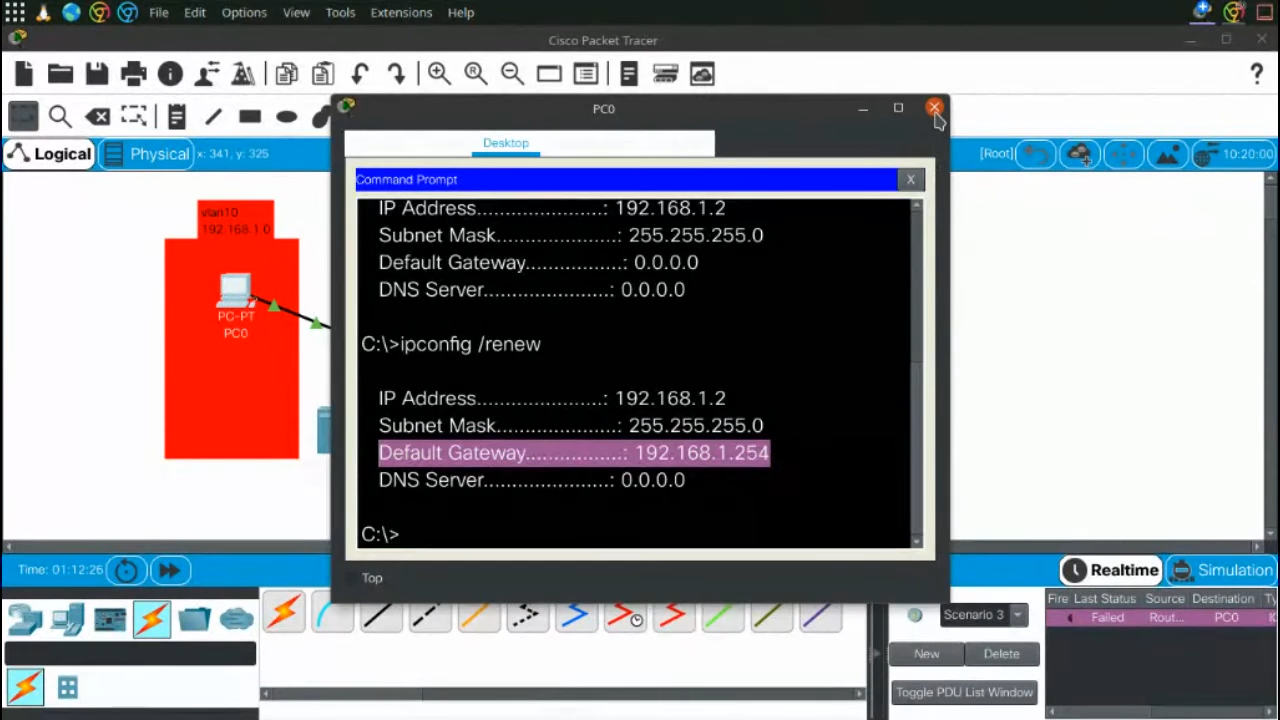 File Edit Options View Tools Extensions Help
Cisco Packet Tracer
?
PC0
Desktop
Logical Physical x: 341, y: 325
[Root] 10:20:00
Command Prompt X
vlan10
192.168.1.0
PC-PT
PC0
IP Address......................: 192.168.1.2
Subnet Mask.....................: 255.255.255.0
Default Gateway.................: 0.0.0.0
DNS Server......................: 0.0.0.0
C:\>ipconfig /renew
IP Address......................: 192.168.1.2
Subnet Mask.....................: 255.255.255.0
Default Gateway.................: 192.168.1.254
DNS Server......................: 0.0.0.0
C:\>
Top
Time: 01:12:26
Realtime Simulation
Scenario 3
New Delete
Toggle PDU List Window
Fire Last Status Source Destination Ty
Failed Rout... PC0